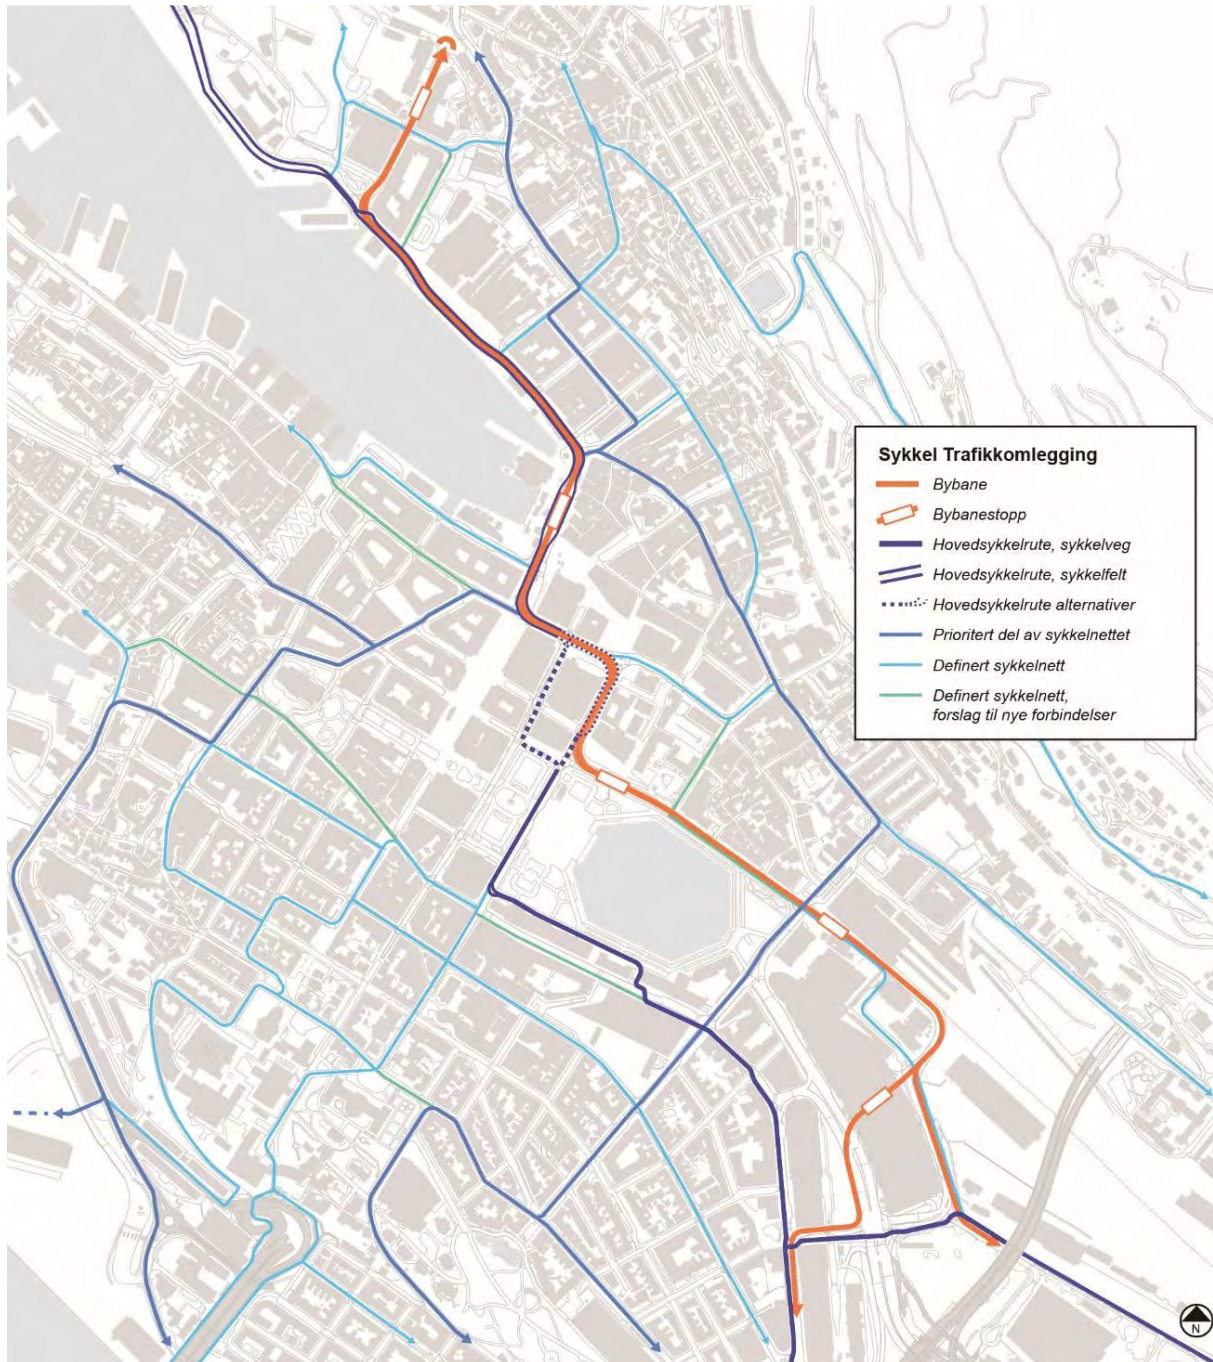 Sykkel Trafikkomlegging
Bybane
Bybanestopp
Hovedsykkelrute, sykkelveg
Hovedsykkelrute, sykkelfelt
Hovedsykkelrute alternativer
Prioritert del av sykkelnettet
Definert sykkelnett
Definert sykkelnett,
forslag til nye forbindelser
N